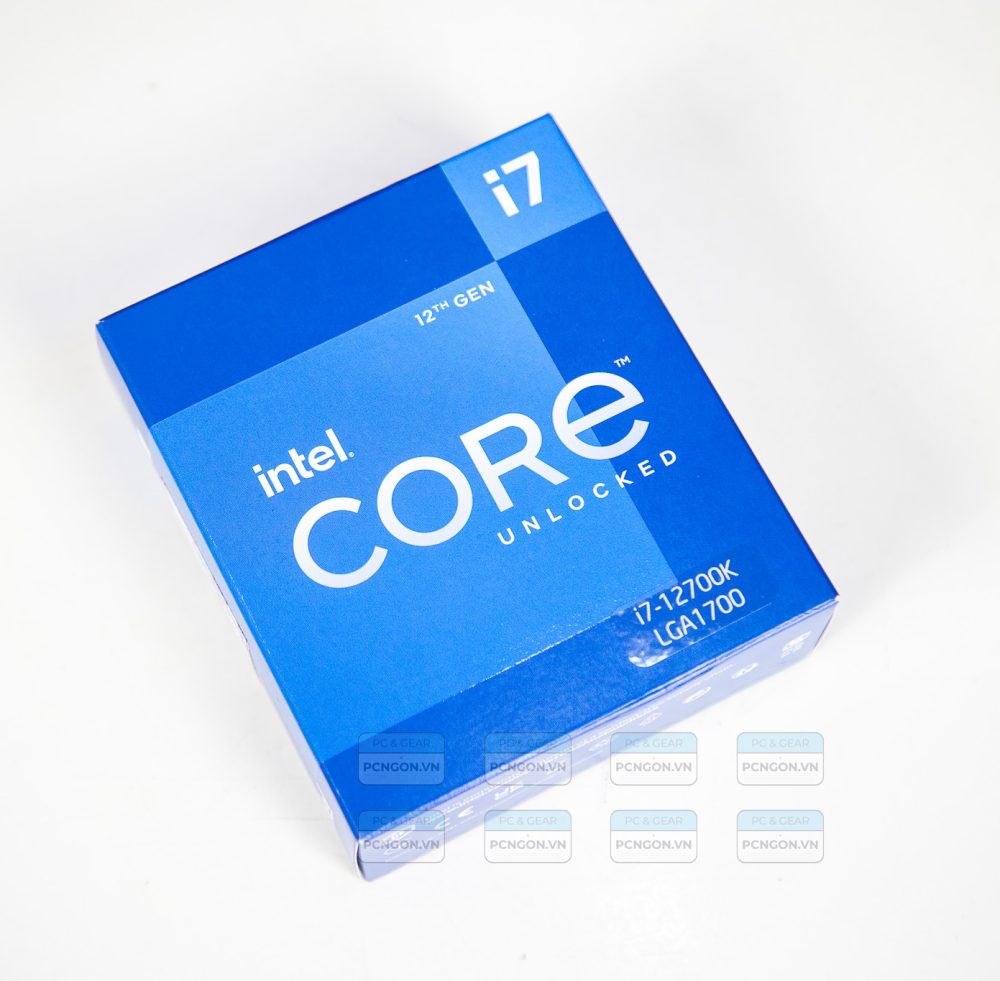 i7
12TH GEN
intel.
CORe™
UNLOCKED
i7-12700K
LGA1700
PC & GEAR PC & GEAR PC & GEAR PC & GEAR
PCNGON.VN PCNGON.VN PCNGON.VN PCNGON.VN
PC & GEAR PC & GEAR PC & GEAR PC & GEAR
PCNGON.VN PCNGON.VN PCNGON.VN PCNGON.VN